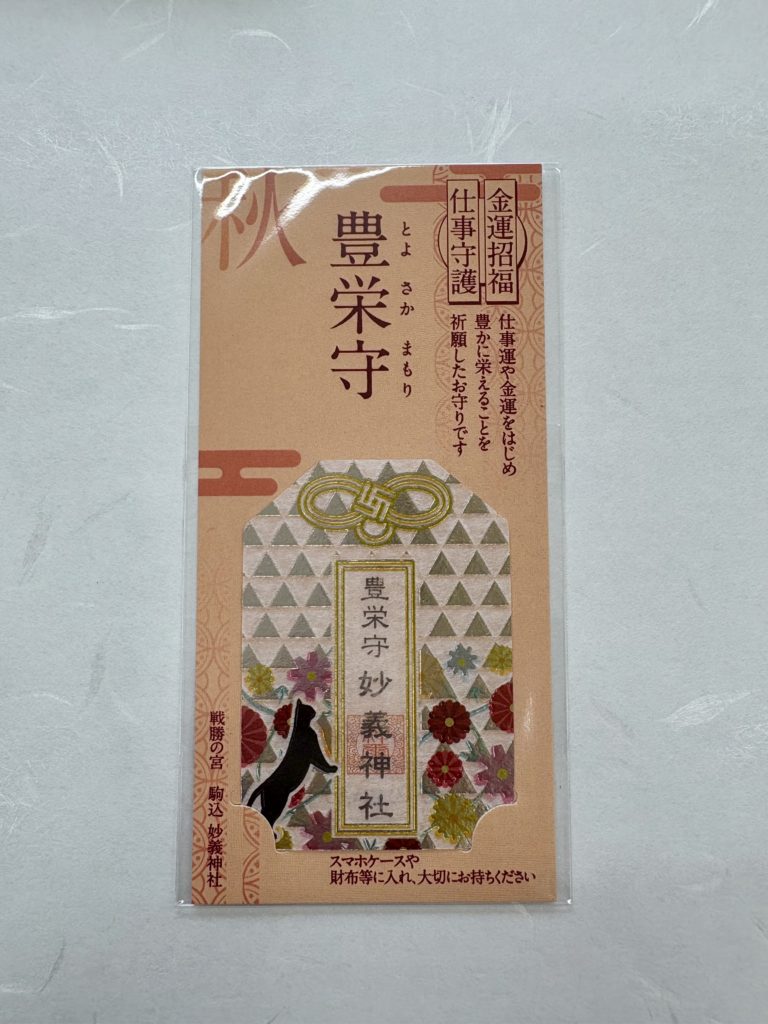 秋
金運招福
仕事守護
仕事運や金運をはじめ
豊かに栄えることを
祈願したお守りです
とよ さか まもり
豊栄守
豊栄守 妙義神社
戦勝の宮 駒込 妙義神社
スマホケースや
財布等に入れ、大切にお持ちください